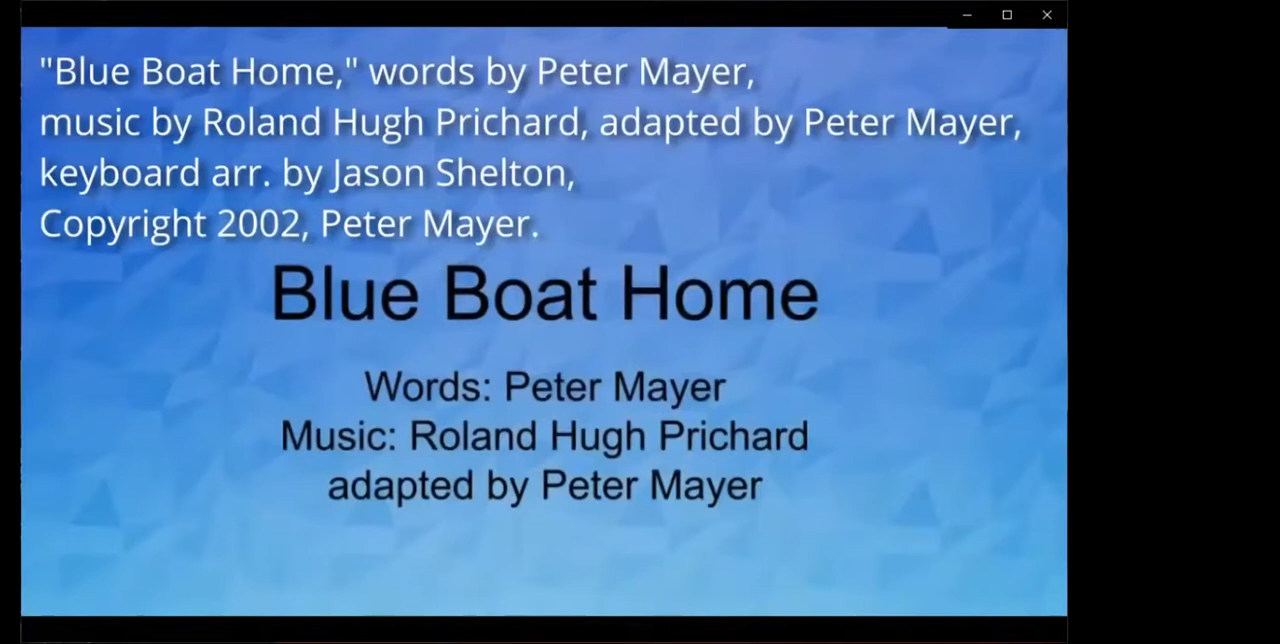 "Blue Boat Home," words by Peter Mayer,
music by Roland Hugh Prichard, adapted by Peter Mayer,
keyboard arr. by Jason Shelton,
Copyright 2002, Peter Mayer.
Blue Boat Home
Words: Peter Mayer
Music: Roland Hugh Prichard
adapted by Peter Mayer